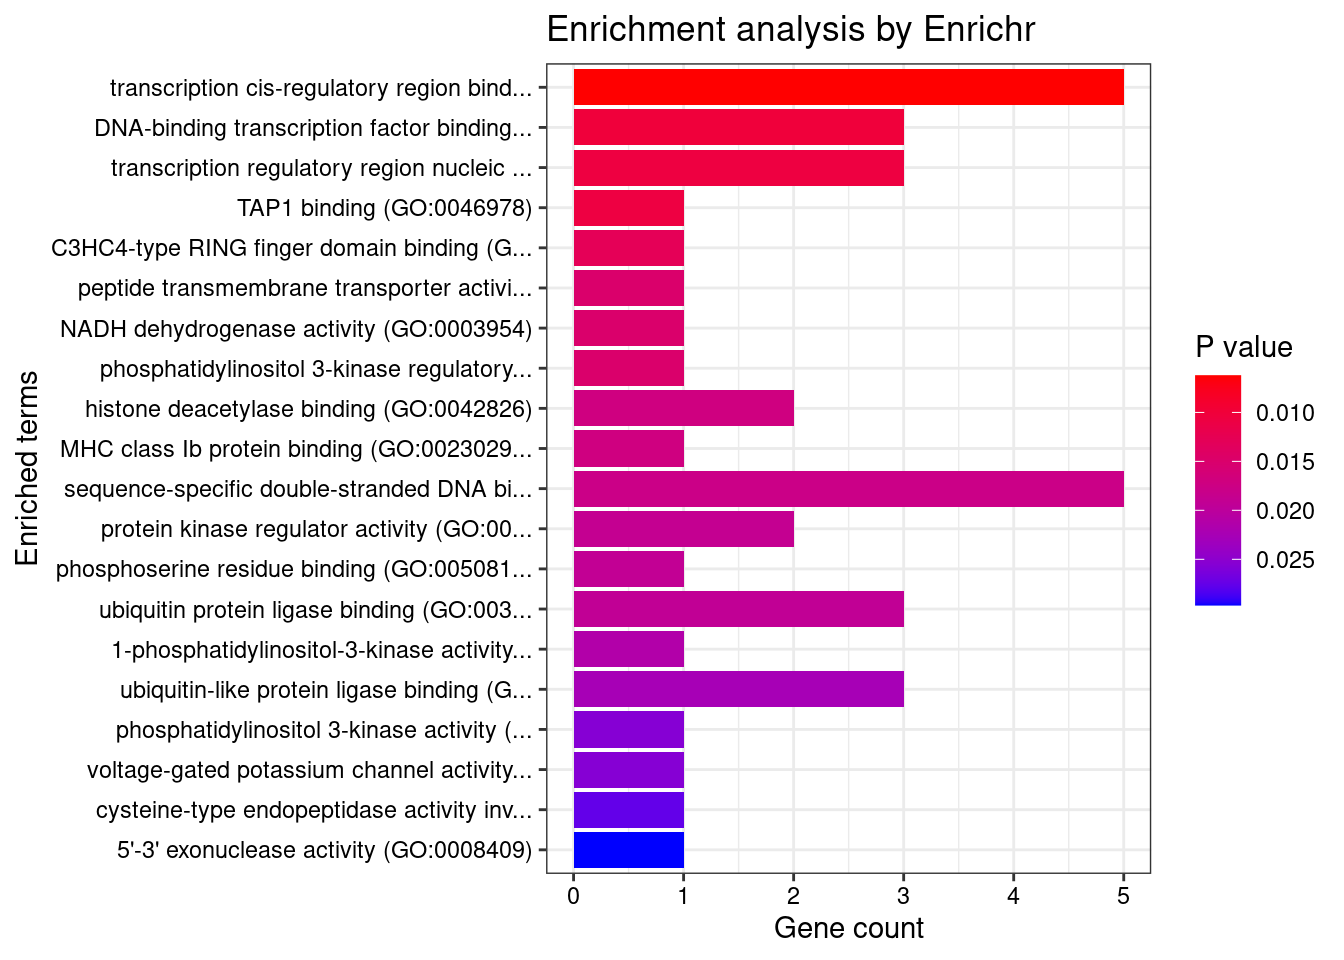 Enrichment analysis by Enrichr
transcription cis-regulatory region bind...
DNA-binding transcription factor binding...
transcription regulatory region nucleic ...
TAP1 binding (GO:0046978)
C3HC4-type RING finger domain binding (G...
peptide transmembrane transporter activi...
NADH dehydrogenase activity (GO:0003954)
phosphatidylinositol 3-kinase regulatory...
histone deacetylase binding (GO:0042826)
MHC class Ib protein binding (GO:0023029...
sequence-specific double-stranded DNA bi...
protein kinase regulator activity (GO:00...
phosphoserine residue binding (GO:005081...
ubiquitin protein ligase binding (GO:003...
1-phosphatidylinositol-3-kinase activity...
ubiquitin-like protein ligase binding (G...
phosphatidylinositol 3-kinase activity (...
voltage-gated potassium channel activity...
cysteine-type endopeptidase activity inv...
5'-3' exonuclease activity (GO:0008409)
Enriched terms
0 1 2 3 4 5
Gene count
P value
0.010
0.015
0.020
0.025